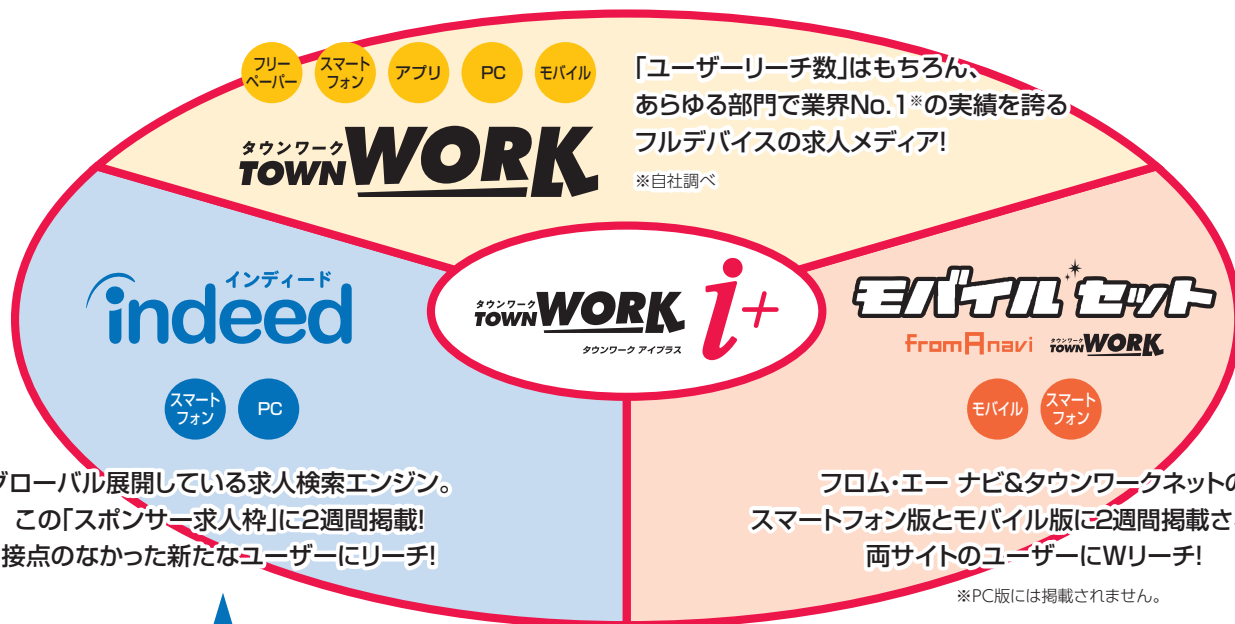 フリーペーパー
スマートフォン
アプリ
PC
モバイル
タウンワーク
TOWN WORK
「ユーザーリーチ数」はもちろん、
あらゆる部門で業界No.1※の実績を誇る
フルデバイスの求人メディア!
※自社調べ
インディード
indeed
スマートフォン
PC
グローバル展開している求人検索エンジン。
この「スポンサー求人枠」に2週間掲載!
接点のなかった新たなユーザーにリーチ!
タウンワーク
TOWN WORK i+
タウンワーク アイプラス
モバイル セット
fromA navi タウンワーク TOWN WORK
モバイル
スマートフォン
フロム・エー ナビ&タウンワークネットの
スマートフォン版とモバイル版に2週間掲載さ
両サイトのユーザーにWリーチ!
※PC版には掲載されません。